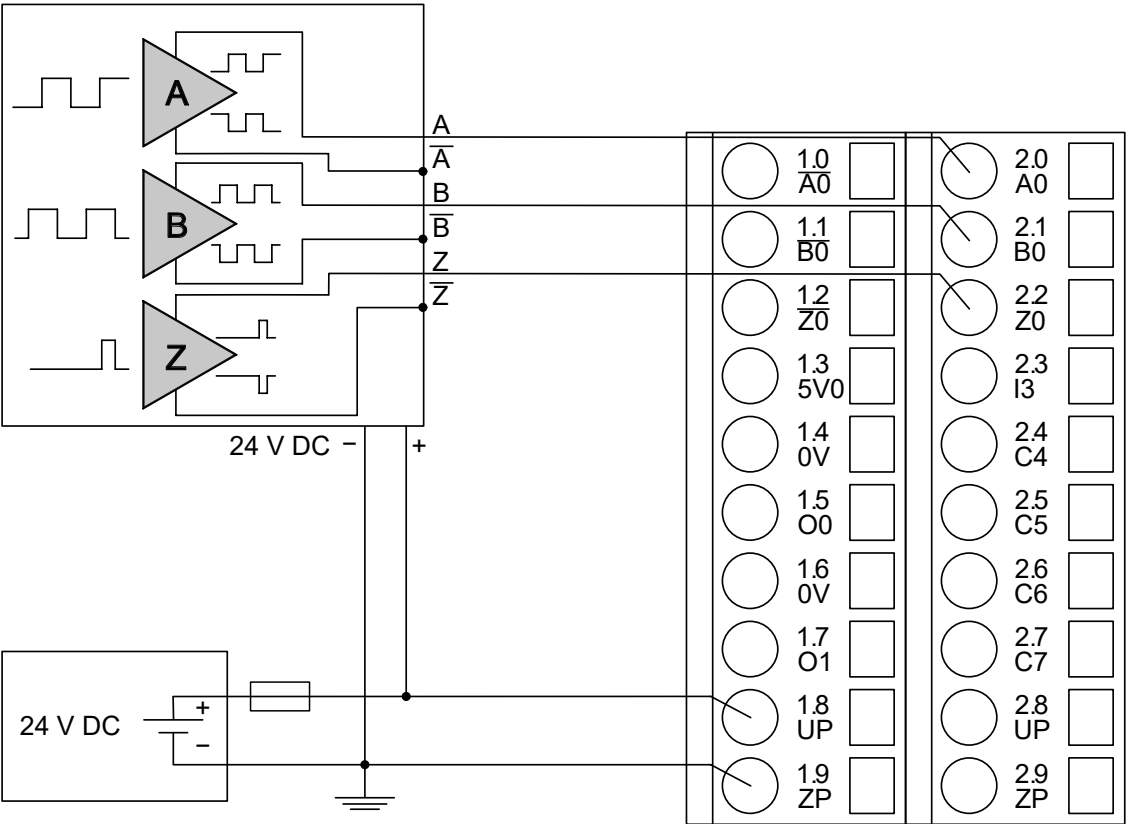 A
B
Z
A
A̅
B
B̅
Z
Z̅
24 V DC − +
24 V DC
+
−
1.0
A̅0̅
1.1
B̅0̅
1.2
Z̅0̅
1.3
5V0
1.4
0V
1.5
O0
1.6
0V
1.7
O1
1.8
UP
1.9
ZP
2.0
A0
2.1
B0
2.2
Z0
2.3
I3
2.4
C4
2.5
C5
2.6
C6
2.7
C7
2.8
UP
2.9
ZP